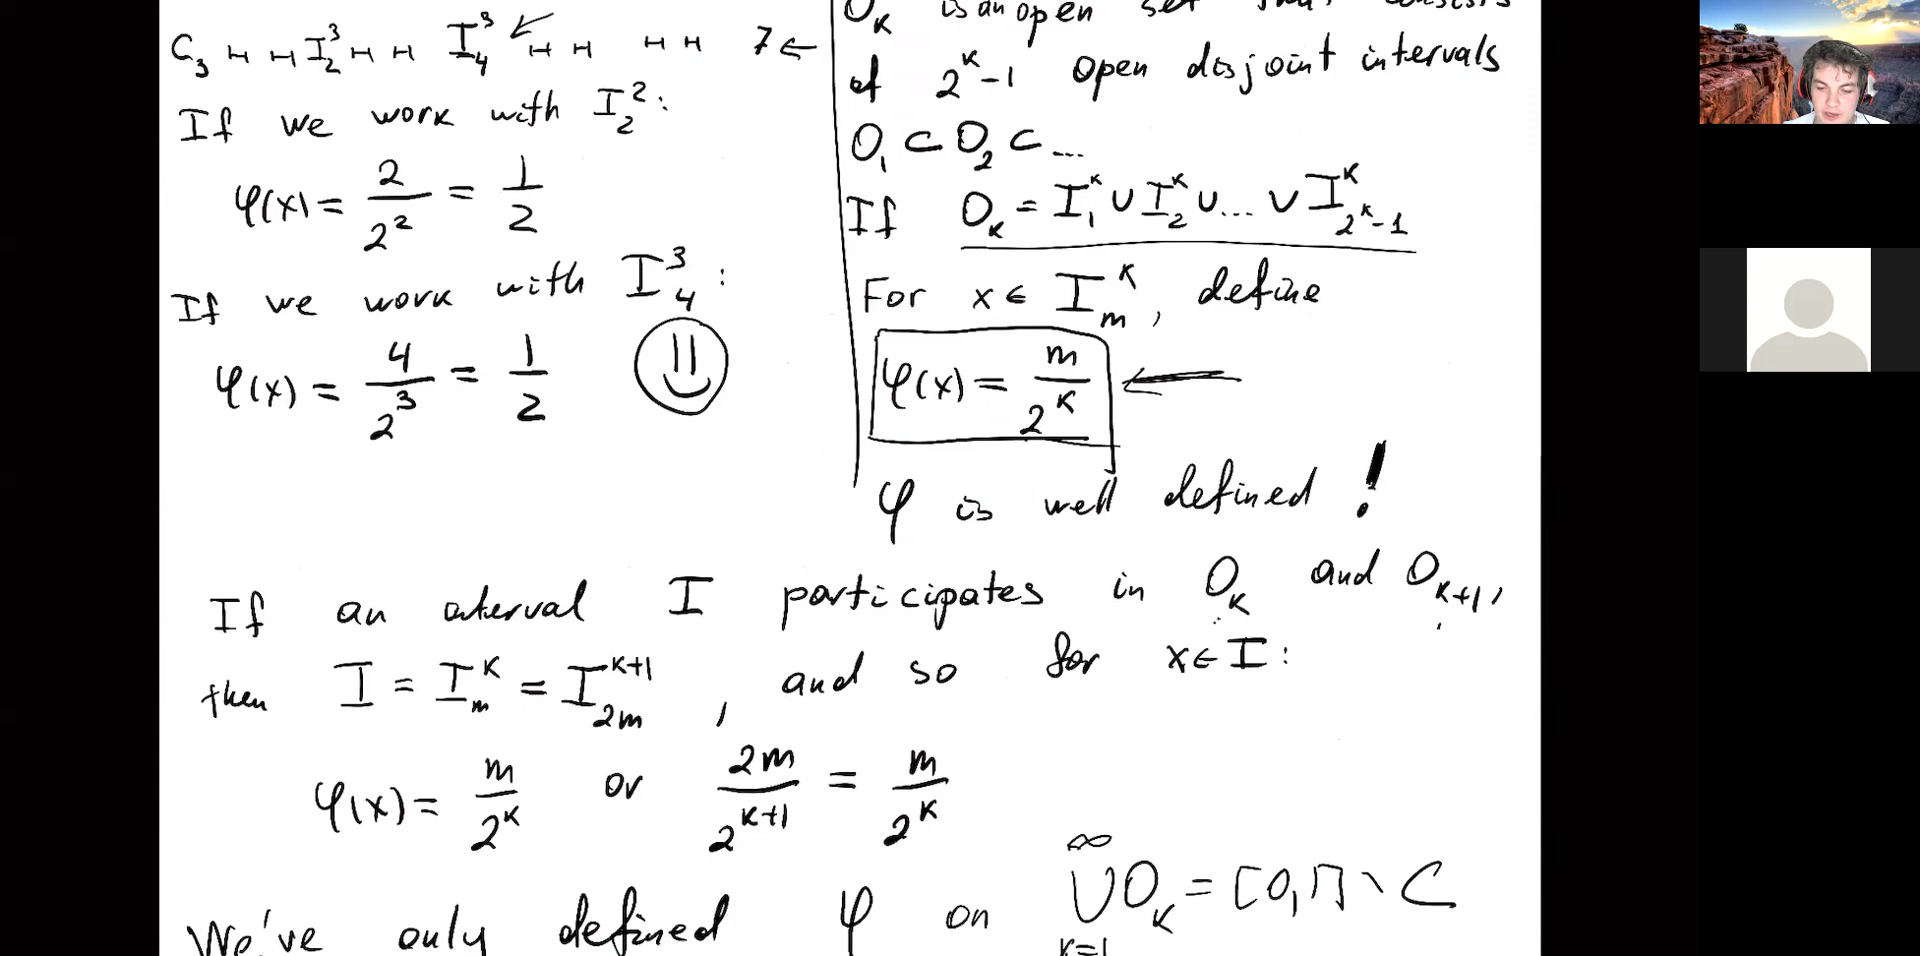 C₃ I₂³ I₄³ 7 ←
If we work with I₂²:
φ(x) = 2/2² = 1/2
If we work with I₄³:
φ(x) = 4/2³ = 1/2
O_K is an open set that consists
of 2^K-1 open disjoint intervals
O₁ ⊂ O₂ ⊂ ...
If O_K = I₁^K ∪ I₂^K ∪ ... ∪ I_{2^K-1}^K
For x ∈ I_m^K, define
φ(x) = m/2^K ←
φ is well defined !
If an interval I participates in O_K and O_{K+1},
then I = I_m^K = I_{2m}^{K+1}, and so for x ∈ I:
φ(x) = m/2^K or 2m/2^{K+1} = m/2^K
We've only defined φ on ∪_{K=1}^∞ O_K = [0,1] \ C